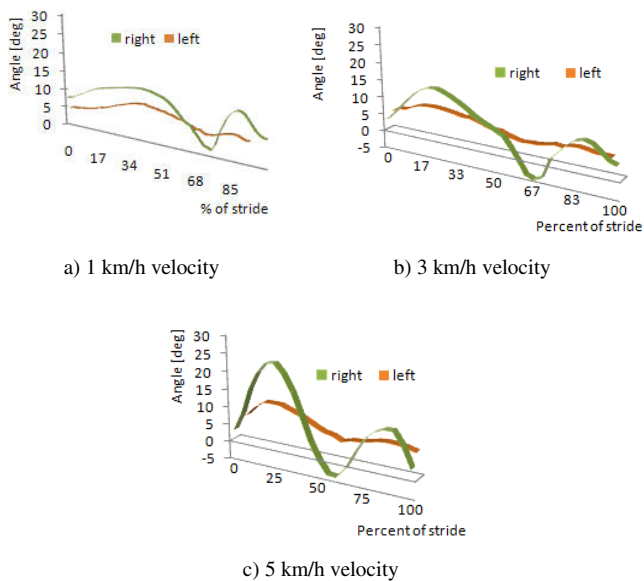 Angle [deg]
30
25
20
15
10
5
0
right left
0 17 34 51 68 85
% of stride
a) 1 km/h velocity
Angle [deg]
30
25
20
15
10
5
0
-5
right left
0 17 33 50 67 83 100
Percent of stride
b) 3 km/h velocity
Angle [deg]
30
25
20
15
10
5
0
-5
right left
0 25 50 75 100
Percent of stride
c) 5 km/h velocity